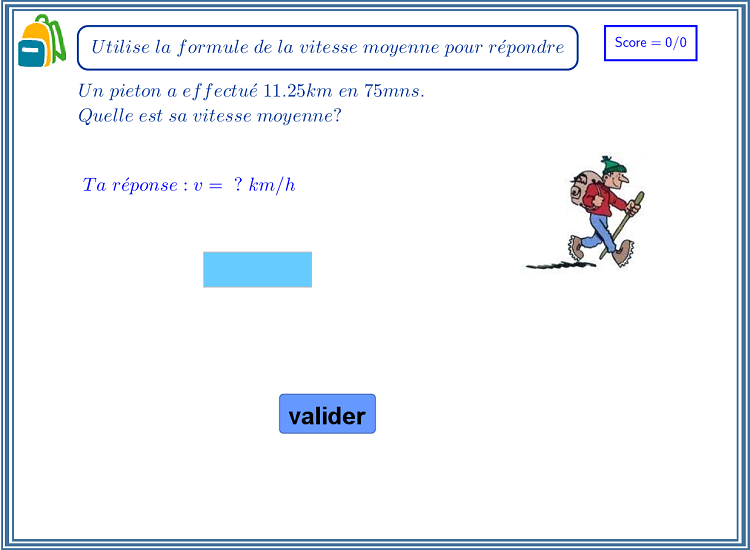 Utilise la formule de la vitesse moyenne pour répondre
Score = 0/0
Un pieton a effectué 11.25km en 75mns.
Quelle est sa vitesse moyenne?
Ta réponse : v = ? km/h
valider